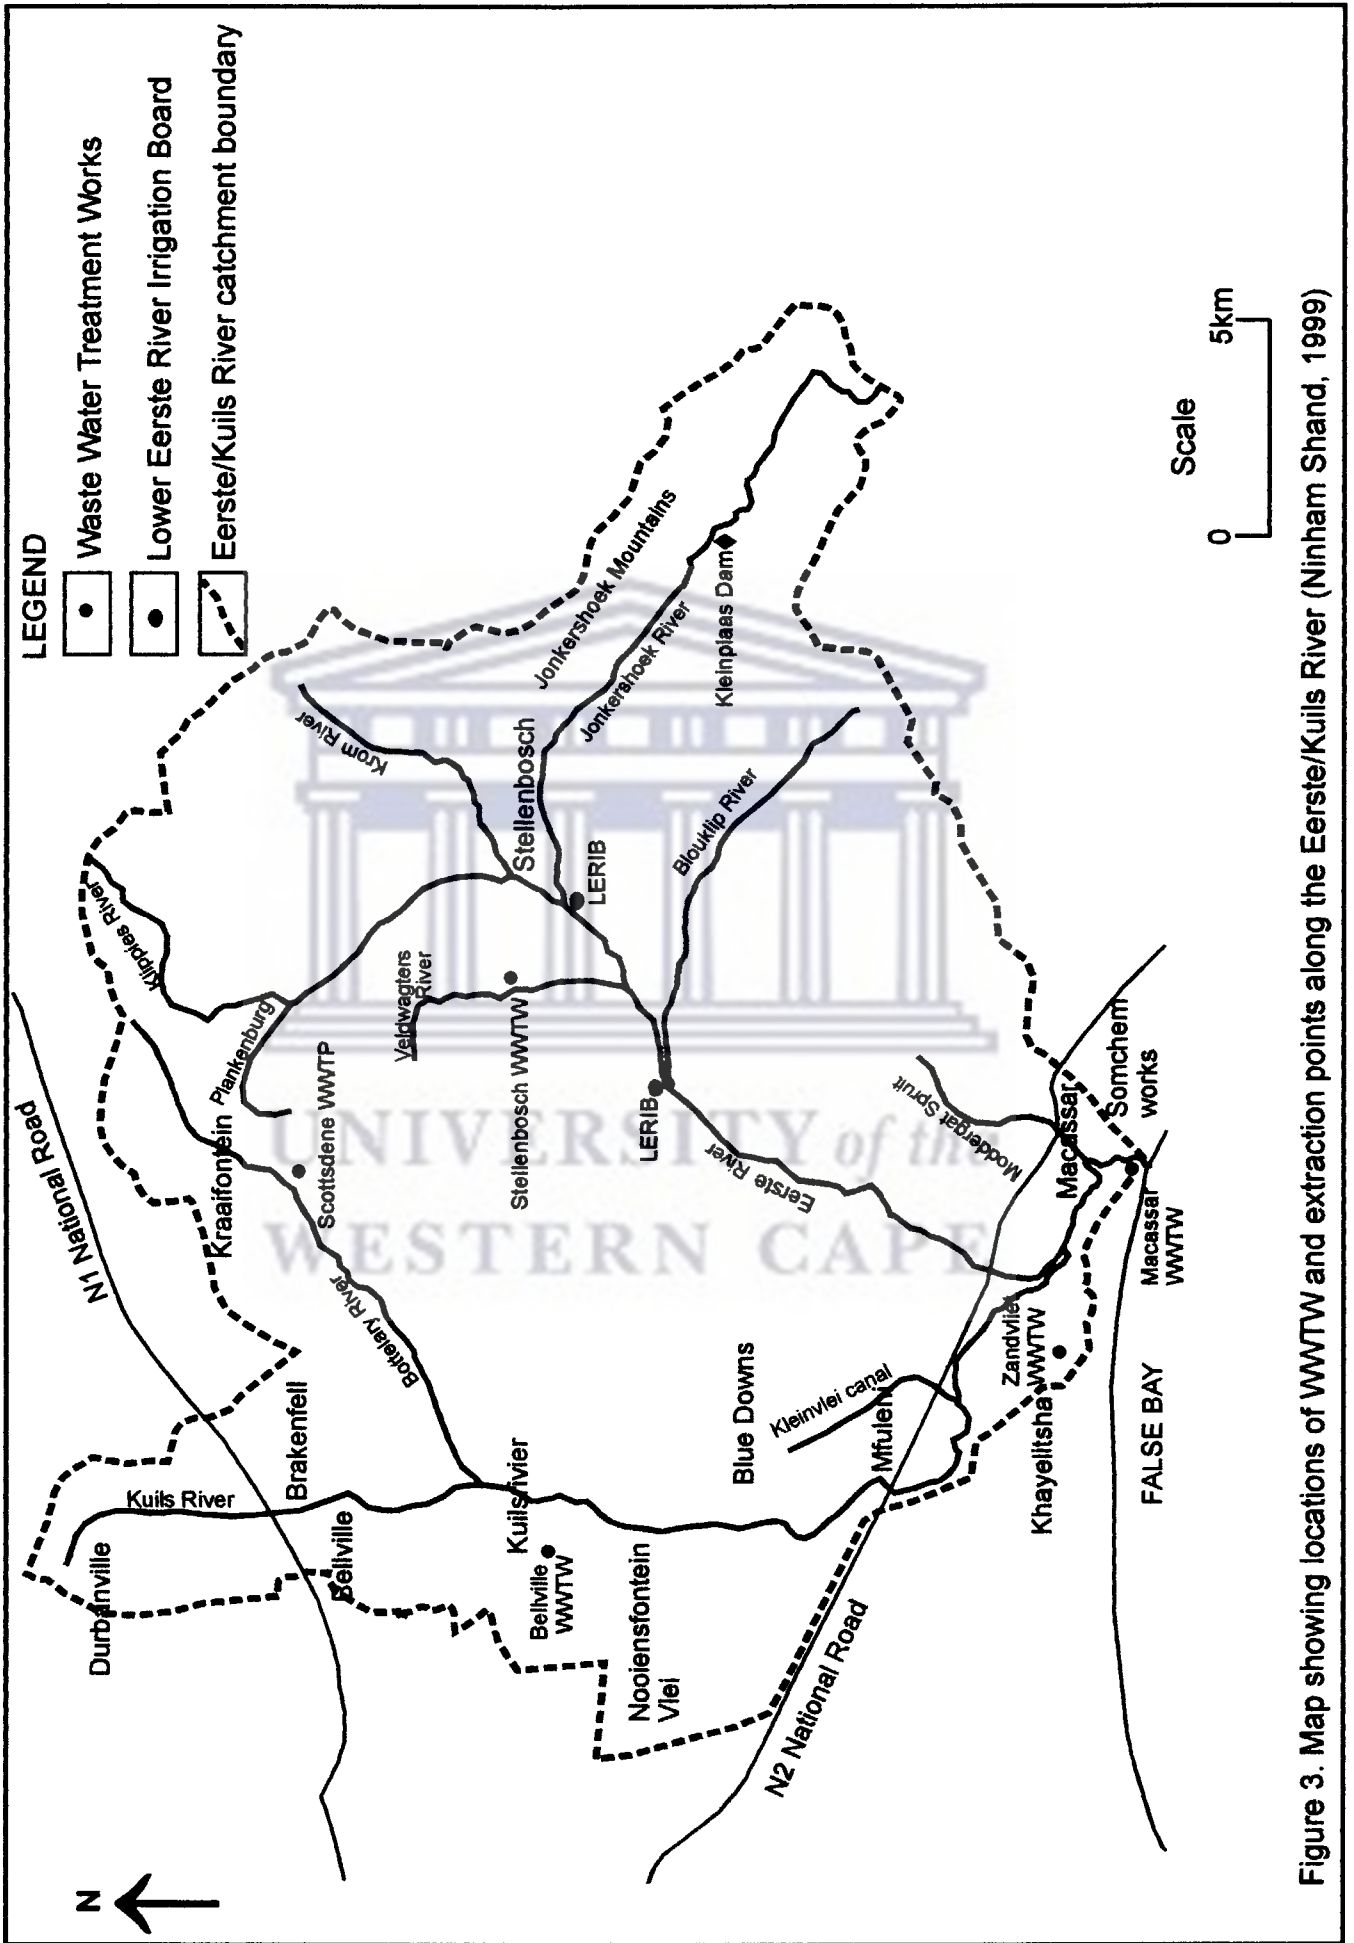 N
LEGEND
Waste Water Treatment Works
Lower Eerste River Irrigation Board
Eerste/Kuils River catchment boundary
N1 National Road
Durbanville
Kuils River
Brakenfell
Bellville
Kraaifontein
Klippies River
Plankenburg
Krom River
Scottsdene WWTP
Bottelary River
Veldwagters
River
Stellenbosch WWTW
Stellenbosch
Jonkershoek Mountains
Jonkershoek River
Kleinplaas Dam
LERIB
Kuilsrivier
Bellville
WWTW
Nooiensfontein
Vlei
LERIB
Blouklip River
Eerste River
Blue Downs
Kleinvlei canal
Mfuleni
N2 National Road
Moddergat Spruit
Macassar
Somchem
works
Zandvliet
WWTW
Khayelitsha
Macassar
WWTW
FALSE BAY
Scale
0
5km
UNIVERSITY of the
WESTERN CAPE
Figure 3. Map showing locations of WWTW and extraction points along the Eerste/Kuils River (Ninham Shand, 1999)